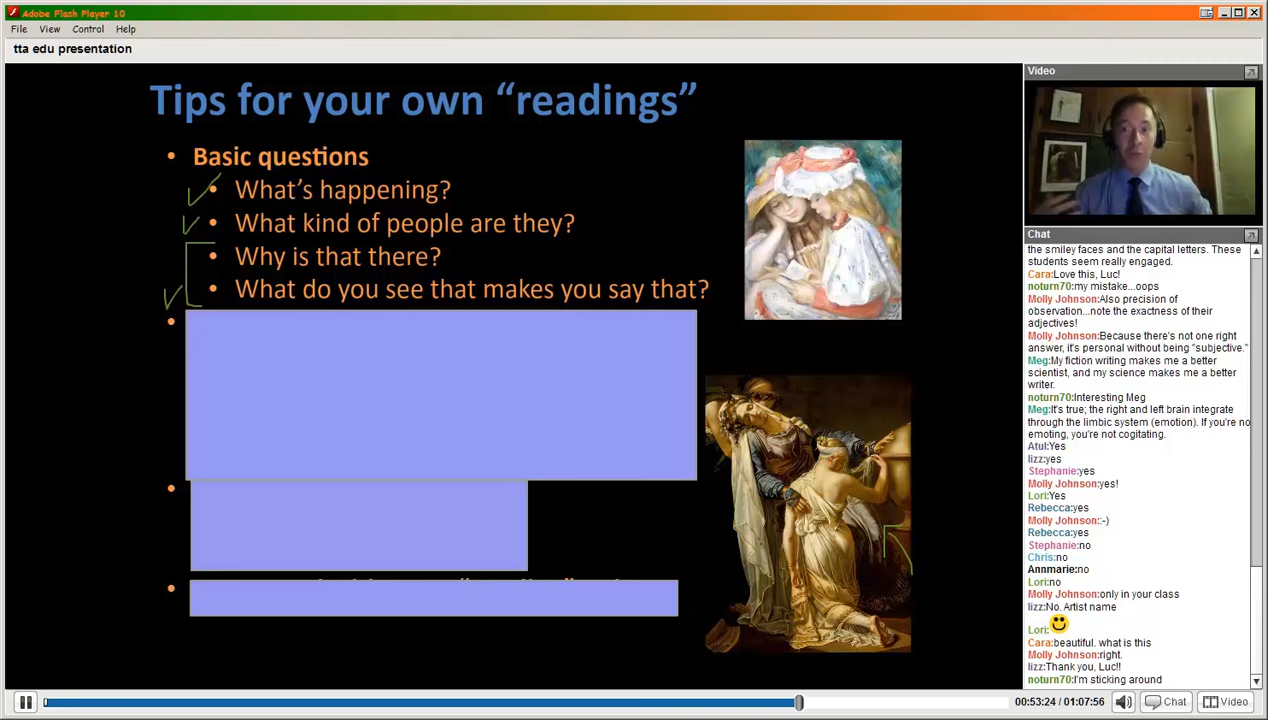 Adobe Flash Player 10
File View Control Help
tta edu presentation
Tips for your own “readings”
• Basic questions
• What’s happening?
• What kind of people are they?
• Why is that there?
• What do you see that makes you say that?
Video
Chat
the smiley faces and the capital letters. These
students seem really engaged.
Cara:Love this, Luc!
noturn70:my mistake...oops
Molly Johnson:Also precision of
observation...note the exactness of their
adjectives!
Molly Johnson:Because there's not one right
answer, it's personal without being "subjective."
Meg:My fiction writing makes me a better
scientist, and my science makes me a better
writer.
noturn70:Interesting Meg
Meg:It's true; the right and left brain integrate
through the limbic system (emotion). If you're no
emoting, you're not cogitating.
Atul:Yes
lizz:yes
Stephanie:yes
Molly Johnson:yes!
Lori:Yes
Rebecca:yes
Molly Johnson::-)
Rebecca:yes
Stephanie:no
Chris:no
Annmarie:no
Lori:no
Molly Johnson:only in your class
lizz:No. Artist name
Lori:
Cara:beautiful. what is this
Molly Johnson:right.
lizz:Thank you, Luc!!
noturn70:I'm sticking around
00:53:24 / 01:07:56
Chat
Video